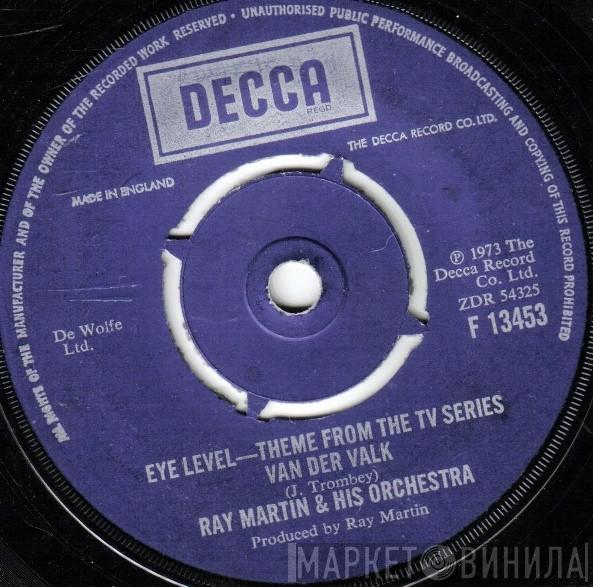 ALL RIGHTS OF THE MANUFACTURER AND OF THE OWNER OF THE RECORDED WORK RESERVED • UNAUTHORISED PUBLIC PERFORMANCE BROADCASTING AND COPYING OF THIS RECORD PROHIBITED
DECCA
REGD
THE DECCA RECORD CO. LTD.
MADE IN ENGLAND
Ⓟ 1973 The
Decca Record
Co. Ltd.
ZDR 54325
F 13453
De Wolfe
Ltd.
EYE LEVEL—THEME FROM THE TV SERIES
VAN DER VALK
(J. Trombey)
RAY MARTIN & HIS ORCHESTRA
Produced by Ray Martin
МАРКЕТ ВИНИЛА